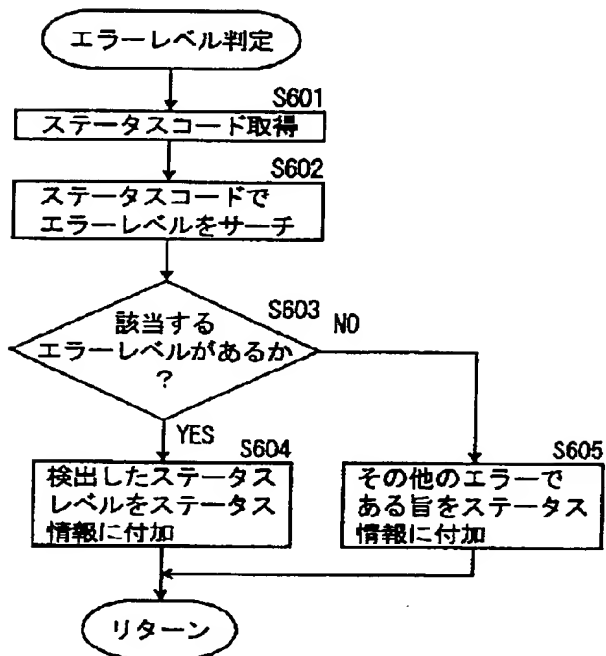 エラーレベル判定
S601
ステータスコード取得
S602
ステータスコードで
エラーレベルをサーチ
S603
該当する
エラーレベルがあるか
?
NO
YES
S604
検出したステータス
レベルをステータス
情報に付加
S605
その他のエラーで
ある旨をステータス
情報に付加
リターン